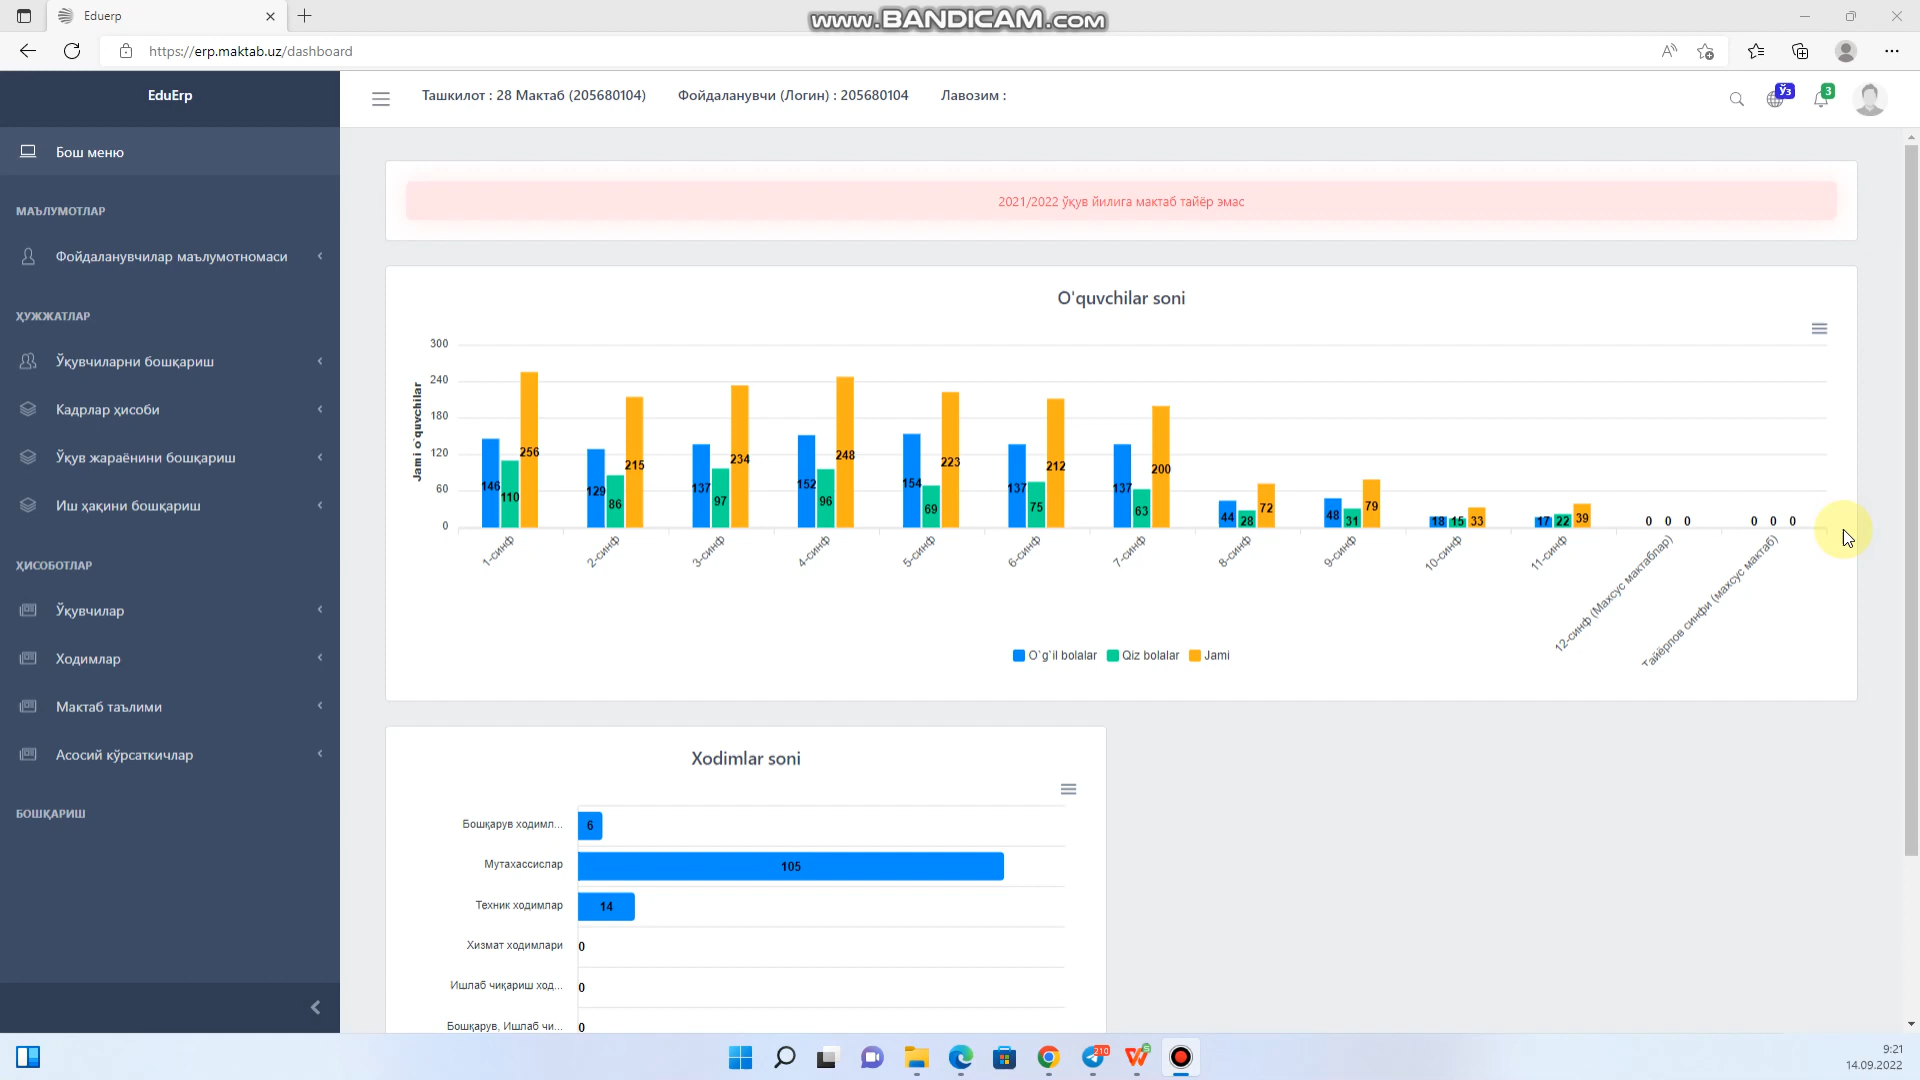 Eduerp
www.BANDICAM.com
https://erp.maktab.uz/dashboard
EduErp
Ташкилот : 28 Мактаб (205680104)
Фойдаланувчи (Логин) : 205680104
Лавозим :
Ўз
3
Бош меню
МАЪЛУМОТЛАР
Фойдаланувчилар маълумотномаси
ҲУЖЖАТЛАР
Ўқувчиларни бошқариш
Кадрлар ҳисоби
Ўқув жараёнини бошқариш
Иш ҳақини бошқариш
ҲИСОБОТЛАР
Ўқувчилар
Ходимлар
Мактаб таълими
Асосий кўрсаткичлар
БОШҚАРИШ
2021/2022 ўқув йилига мактаб тайёр эмас
O'quvchilar soni
Jami o'quvchilar
300
240
180
120
60
0
146 110 256
129 86 215
137 97 234
152 96 248
154 69 223
137 75 212
137 63 200
44 28 72
48 31 79
18 15 33
17 22 39
0 0 0
0 0 0
1-синф
2-синф
3-синф
4-синф
5-синф
6-синф
7-синф
8-синф
9-синф
10-синф
11-синф
12-синф (Махсус мактаблар)
Тайёрлов синфи (махсус мактаб)
O`g`il bolalar Qiz bolalar Jami
Xodimlar soni
Бошқарув ходимл... 6
Мутахассислар 105
Техник ходимлар 14
Хизмат ходимлари 0
Ишлаб чиқариш ход... 0
Бошқарув, Ишлаб чи... 0
210
9:21
14.09.2022